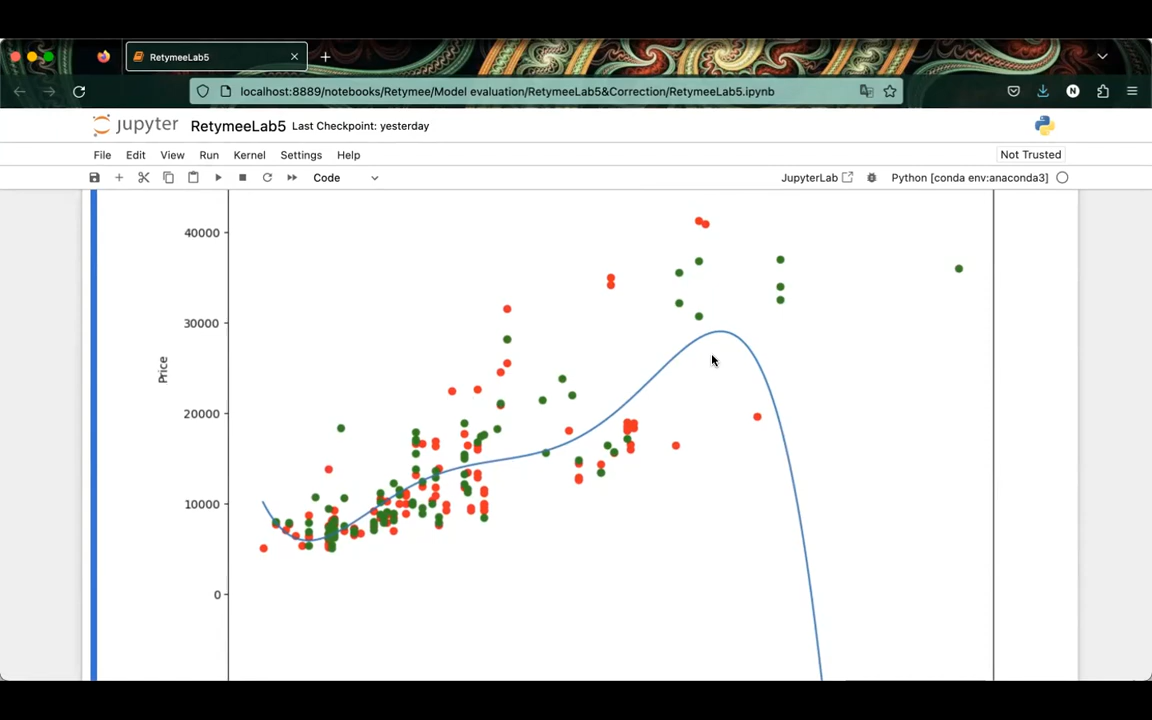 RetymeeLab5
localhost:8889/notebooks/Retymee/Model evaluation/RetymeeLab5&Correction/RetymeeLab5.ipynb
N
jupyter RetymeeLab5 Last Checkpoint: yesterday
File Edit View Run Kernel Settings Help
Not Trusted
Code
JupyterLab
Python [conda env:anaconda3]
40000
30000
Price
20000
10000
0